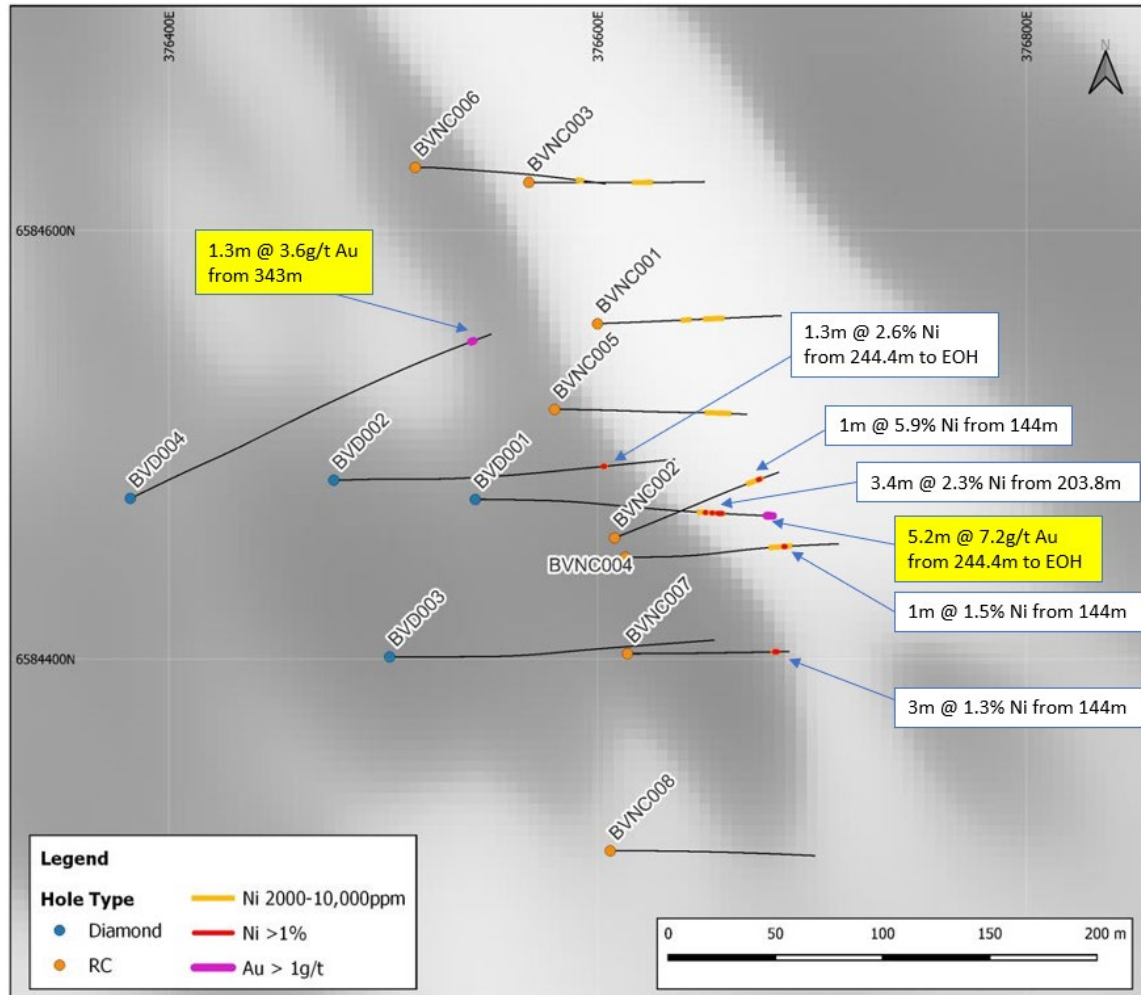 376400E
376600E
376800E
N
BVNC006
BVNC003
6584600N
1.3m @ 3.6g/t Au
from 343m
BVNC001
1.3m @ 2.6% Ni
from 244.4m to EOH
BVNC005
1m @ 5.9% Ni from 144m
BVD004
BVD002
BVD001
BVNC002
3.4m @ 2.3% Ni from 203.8m
5.2m @ 7.2g/t Au
from 244.4m to EOH
BVNC004
1m @ 1.5% Ni from 144m
BVD003
BVNC007
6584400N
3m @ 1.3% Ni from 144m
BVNC008
Legend
Hole Type
Diamond
RC
Ni 2000-10,000ppm
Ni >1%
Au > 1g/t
0 50 100 150 200 m